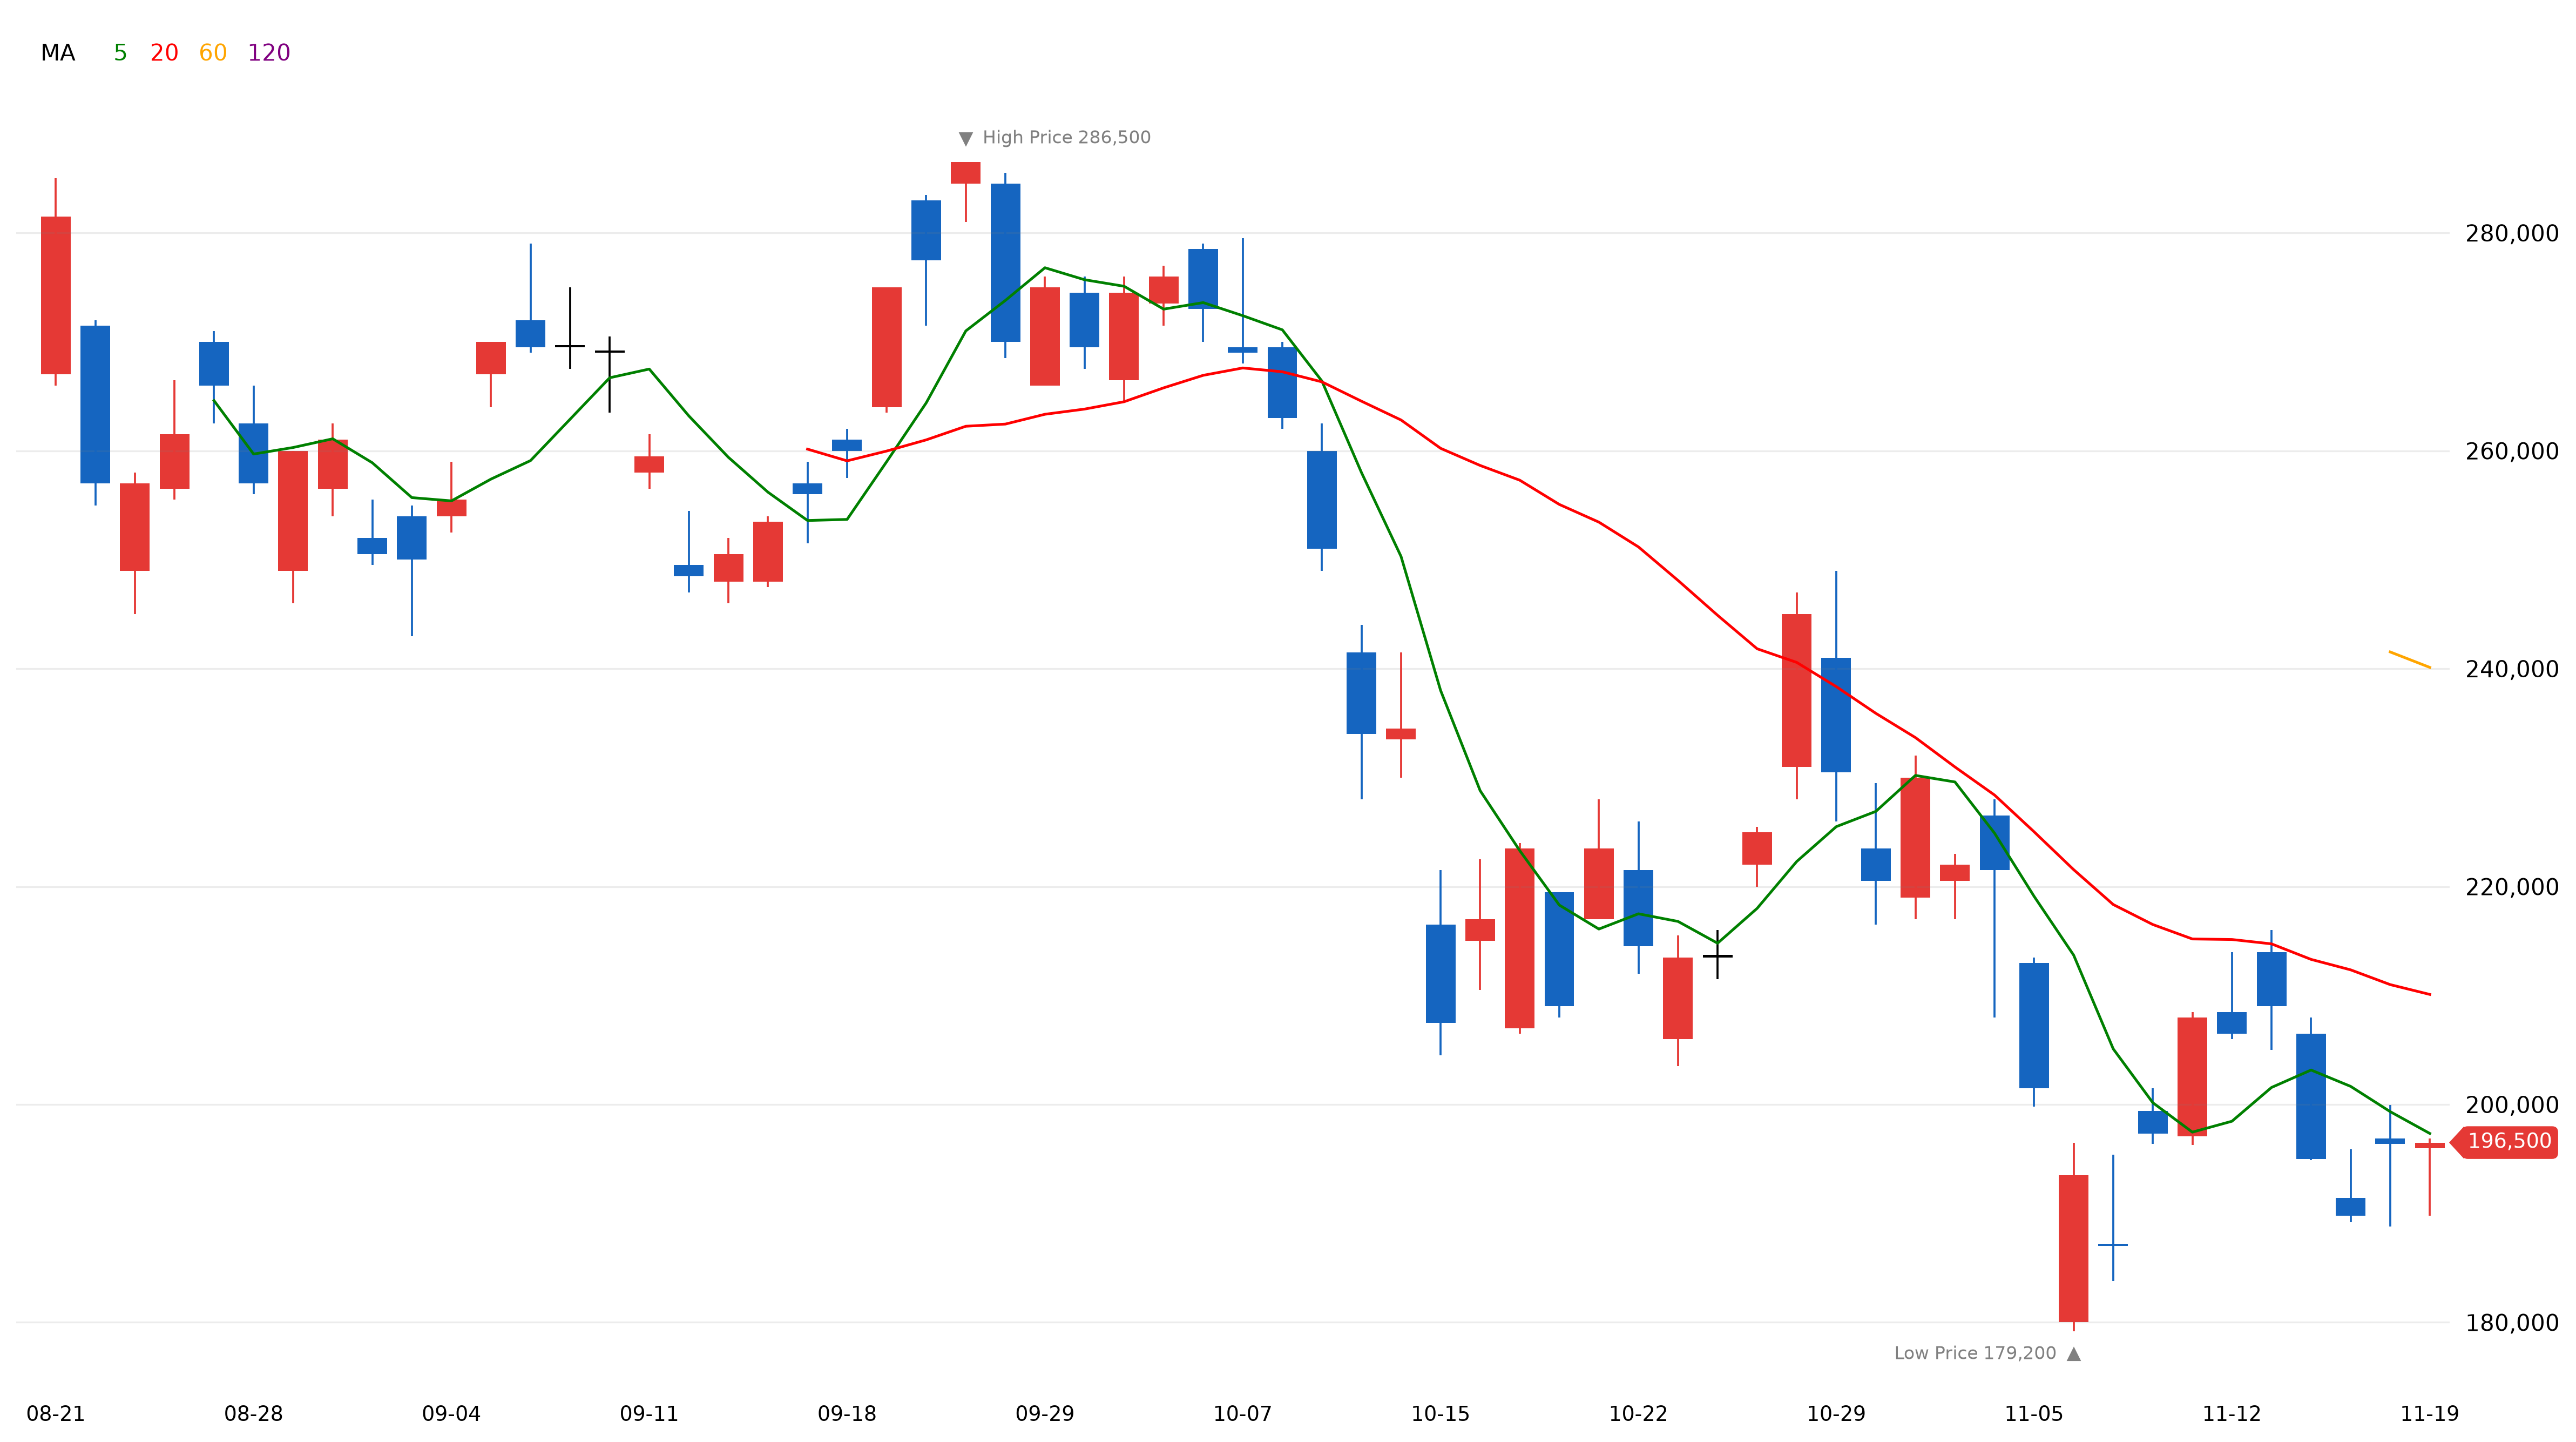 MA 5 20 60 120
▼ High Price 286,500
280,000
260,000
240,000
220,000
200,000
196,500
180,000
Low Price 179,200 ▲
08-21 08-28 09-04 09-11 09-18 09-29 10-07 10-15 10-22 10-29 11-05 11-12 11-19